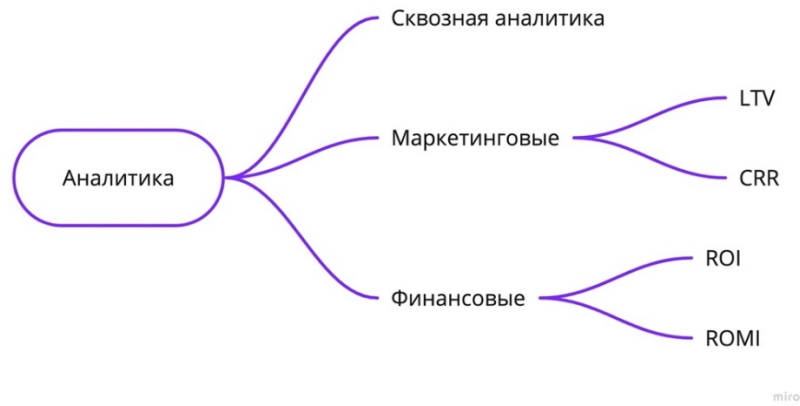 Сквозная аналитика
LTV
Маркетинговые
Аналитика
CRR
ROI
Финансовые
ROMI
miro